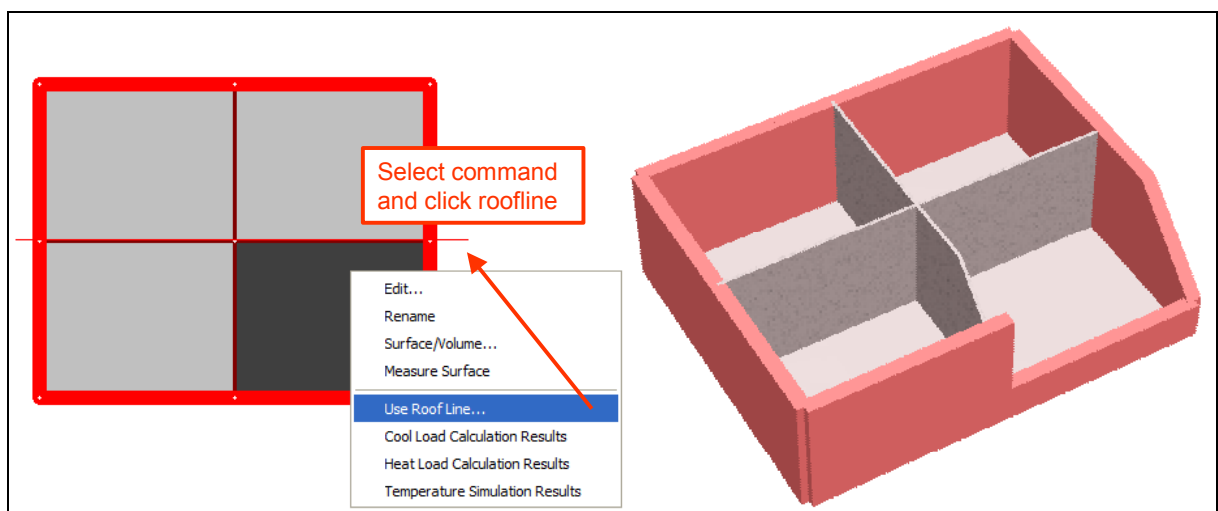 Select command
and click roofline
Edit...
Rename
Surface/Volume...
Measure Surface
Use Roof Line...
Cool Load Calculation Results
Heat Load Calculation Results
Temperature Simulation Results